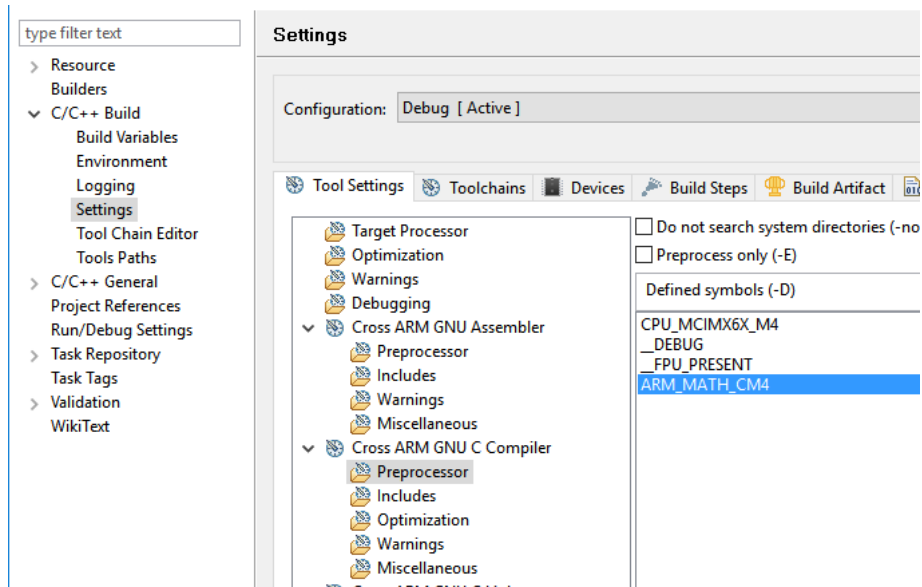 type filter text
Resource
Builders
C/C++ Build
Build Variables
Environment
Logging
Settings
Tool Chain Editor
Tools Paths
C/C++ General
Project References
Run/Debug Settings
Task Repository
Task Tags
Validation
WikiText
Settings
Configuration: Debug [ Active ]
Tool Settings Toolchains Devices Build Steps Build Artifact
Target Processor
Optimization
Warnings
Debugging
Cross ARM GNU Assembler
Preprocessor
Includes
Warnings
Miscellaneous
Cross ARM GNU C Compiler
Preprocessor
Includes
Optimization
Warnings
Miscellaneous
Do not search system directories (-no
Preprocess only (-E)
Defined symbols (-D)
CPU_MCIMX6X_M4
__DEBUG
__FPU_PRESENT
ARM_MATH_CM4